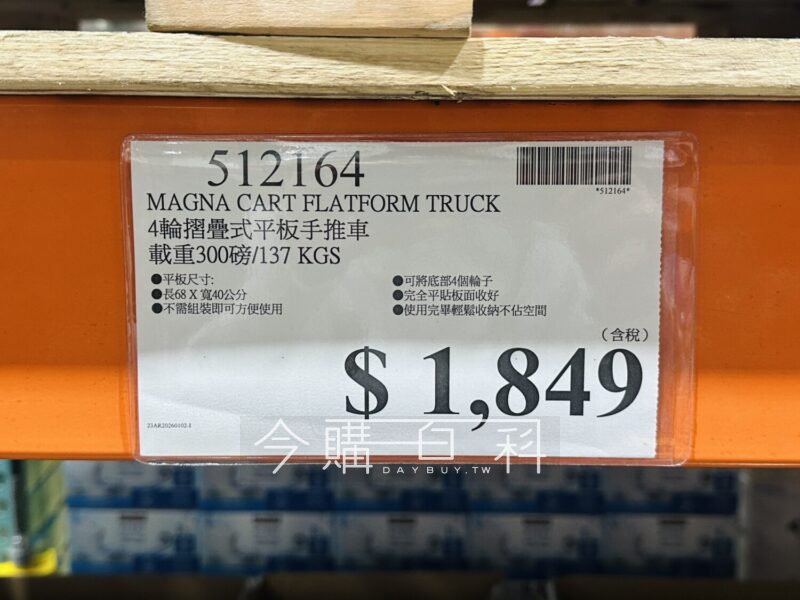 512164
*512164*
MAGNA CART FLATFORM TRUCK
4輪摺疊式平板手推車
載重300磅/137 KGS
●平板尺寸:
●長68 X 寬40公分
●不需組裝即可方便使用
●可將底部4個輪子
●完全平貼板面收好
●使用完畢輕鬆收納不佔空間
(含稅)
$ 1,849
23AR20260102-I
今購百科
DAYBUY.TW